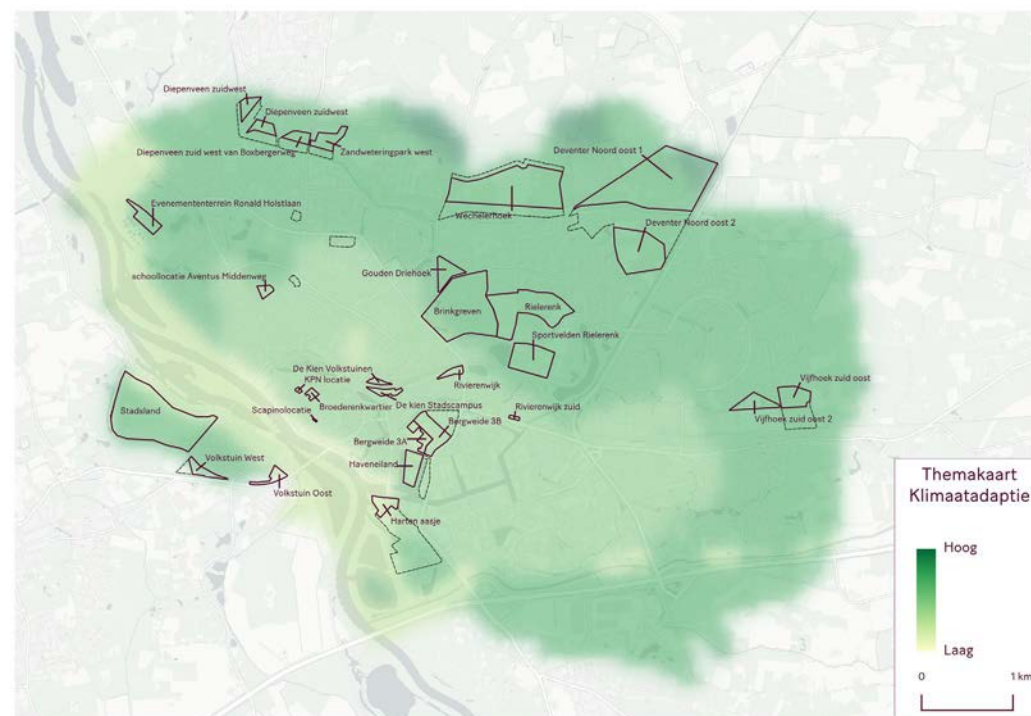 Diepenveen zuidwest
Diepenveen zuidwest
Diepenveen zuid west van Boxbergerweg
Zandweteringpark west
Deventer Noord oost 1
Evenemententerrein Ronald Holstlaan
Wechelerhoek
Deventer Noord oost 2
schoollocatie Aventus Middenweg
Gouden Driehoek
Brinkgreven
Rielerenk
Sportvelden Rielerenk
De Kien Volkstuinen
KPN locatie
Rivierenwijk
Vijfhoek zuid oost
Stadsland
Broederenkwartier
De kien Stadscampus
Scapinolocatie
Rivierenwijk zuid
Vijfhoek zuid oost 2
Bergweide 3B
Bergweide 3A
Volkstuin West
Haveneiland
Volkstuin Oost
Harten aasje
Themakaart
Klimaatadaptie
Hoog
Laag
0 1 km